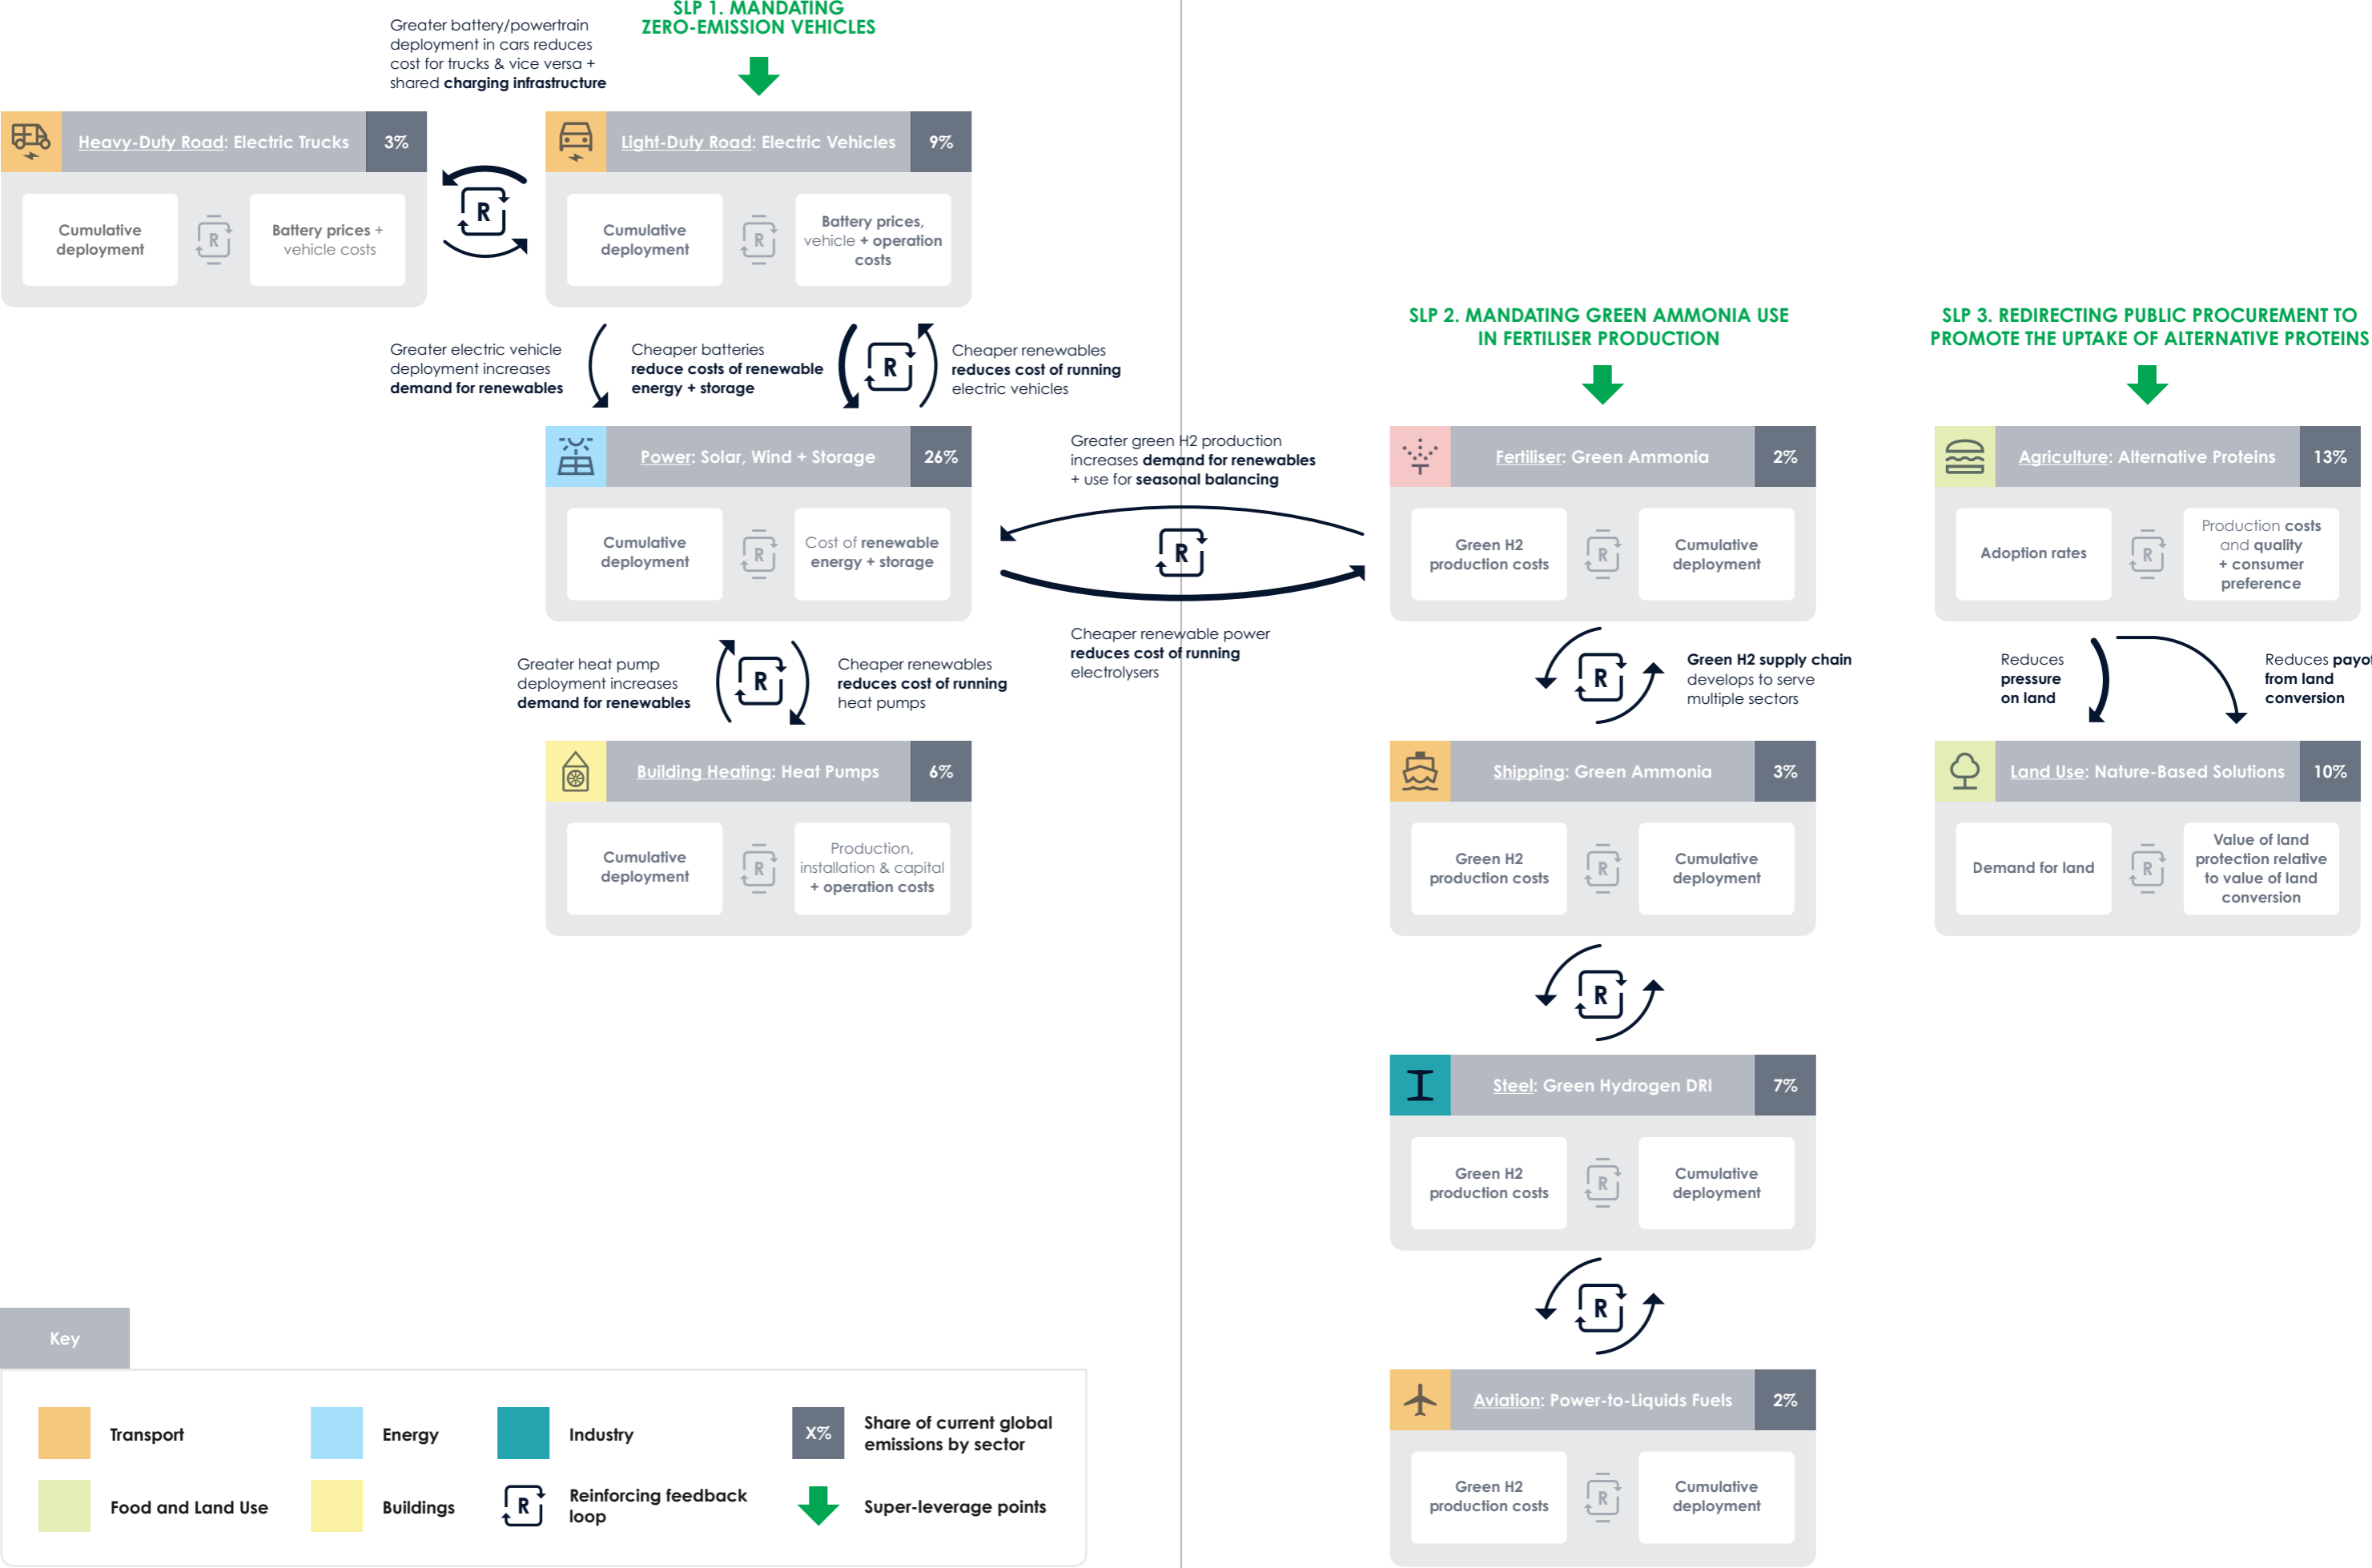 SLP 1. MANDATING
ZERO-EMISSION VEHICLES
Greater battery/powertrain
deployment in cars reduces
cost for trucks & vice versa +
shared charging infrastructure
Heavy-Duty Road: Electric Trucks
3%
Cumulative
deployment
R
Battery prices +
vehicle costs
R
Light-Duty Road: Electric Vehicles
9%
Cumulative
deployment
R
Battery prices,
vehicle + operation
costs
Greater electric vehicle
deployment increases
demand for renewables
Cheaper batteries
reduce costs of renewable
energy + storage
R
Cheaper renewables
reduces cost of running
electric vehicles
Power: Solar, Wind + Storage
26%
Cumulative
deployment
R
Cost of renewable
energy + storage
Greater green H2 production
increases demand for renewables
+ use for seasonal balancing
R
Cheaper renewable power
reduces cost of running
electrolysers
Greater heat pump
deployment increases
demand for renewables
R
Cheaper renewables
reduces cost of running
heat pumps
Building Heating: Heat Pumps
6%
Cumulative
deployment
R
Production,
installation & capital
+ operation costs
SLP 2. MANDATING GREEN AMMONIA USE
IN FERTILISER PRODUCTION
Fertiliser: Green Ammonia
2%
Green H2
production costs
R
Cumulative
deployment
R
Green H2 supply chain
develops to serve
multiple sectors
Shipping: Green Ammonia
3%
Green H2
production costs
R
Cumulative
deployment
R
Steel: Green Hydrogen DRI
7%
Green H2
production costs
R
Cumulative
deployment
R
Aviation: Power-to-Liquids Fuels
2%
Green H2
production costs
R
Cumulative
deployment
SLP 3. REDIRECTING PUBLIC PROCUREMENT TO
PROMOTE THE UPTAKE OF ALTERNATIVE PROTEINS
Agriculture: Alternative Proteins
13%
Adoption rates
R
Production costs
and quality
+ consumer
preference
Reduces
pressure
on land
Reduces
from land
conversion
Land Use: Nature-Based Solutions
10%
Demand for land
R
Value of land
protection relative
to value of land
conversion
Key
Transport
Energy
Industry
X%
Share of current global
emissions by sector
Food and Land Use
Buildings
R
Reinforcing feedback
loop
Super-leverage points